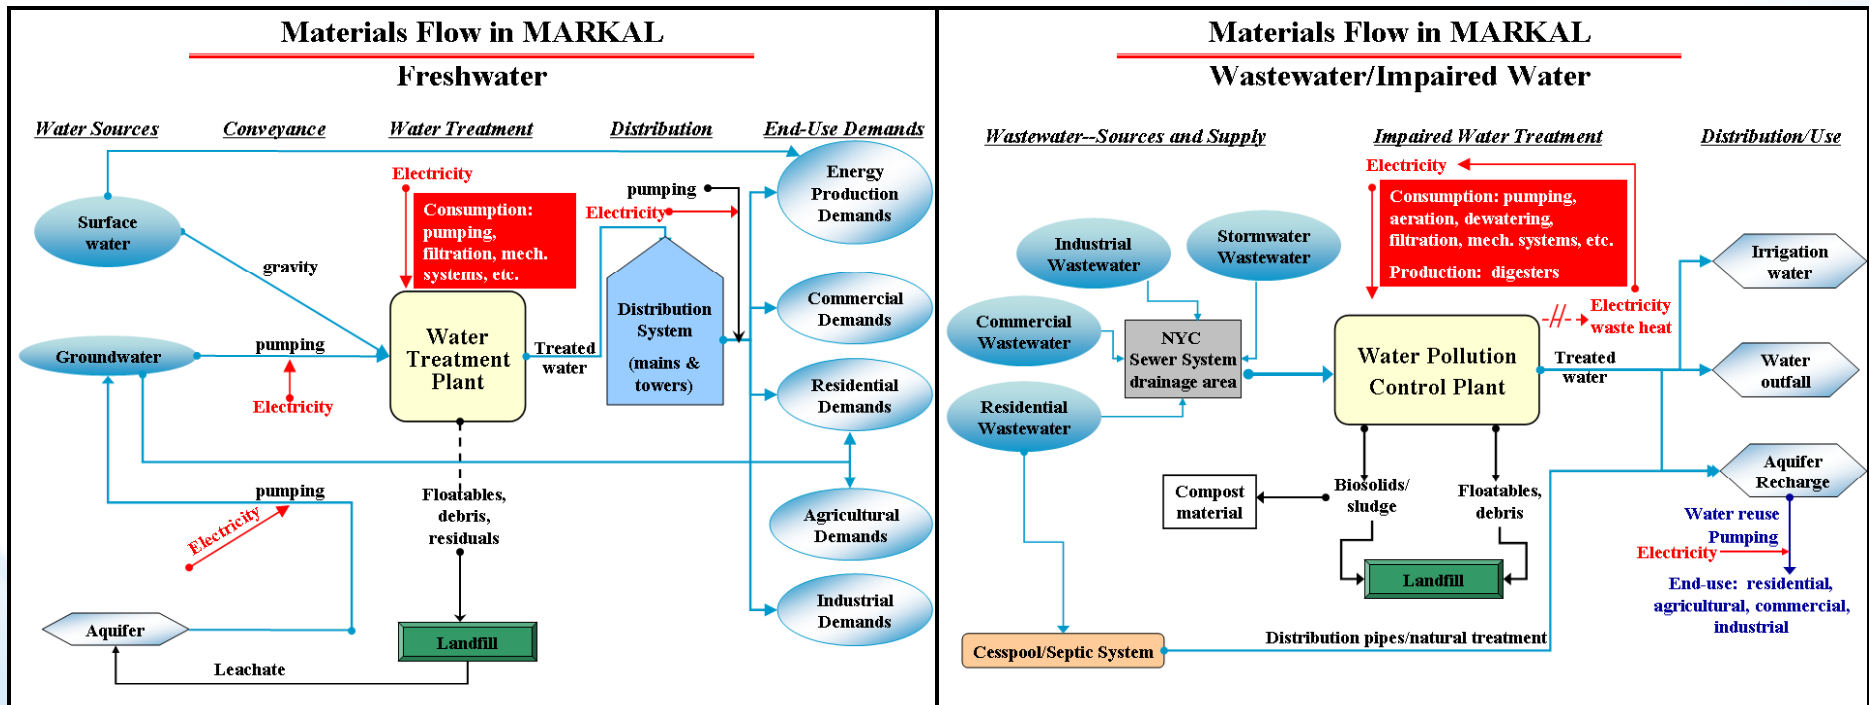 Materials Flow in MARKAL
Freshwater
Water Sources
Conveyance
Water Treatment
Distribution
End-Use Demands
Electricity
Consumption:
pumping,
filtration, mech.
systems, etc.
pumping
Electricity
Energy
Production
Demands
Surface
water
gravity
Distribution
System
(mains &
towers)
Commercial
Demands
Groundwater
pumping
Electricity
Water
Treatment
Plant
Treated
water
Residential
Demands
pumping
Electricity
Floatables,
debris,
residuals
Agricultural
Demands
Industrial
Demands
Aquifer
Landfill
Leachate
Materials Flow in MARKAL
Wastewater/Impaired Water
Wastewater--Sources and Supply
Impaired Water Treatment
Distribution/Use
Electricity
Consumption: pumping,
aeration, dewatering,
filtration, mech. systems, etc.
Production: digesters
Industrial
Wastewater
Stormwater
Wastewater
Irrigation
water
Electricity
waste heat
Commercial
Wastewater
NYC
Sewer System
drainage area
Water Pollution
Control Plant
Treated
water
Water
outfall
Residential
Wastewater
Compost
material
Biosolids/
sludge
Floatables,
debris
Aquifer
Recharge
Water reuse
Pumping
Electricity
Landfill
End-use: residential,
agricultural, commercial,
industrial
Cesspool/Septic System
Distribution pipes/natural treatment